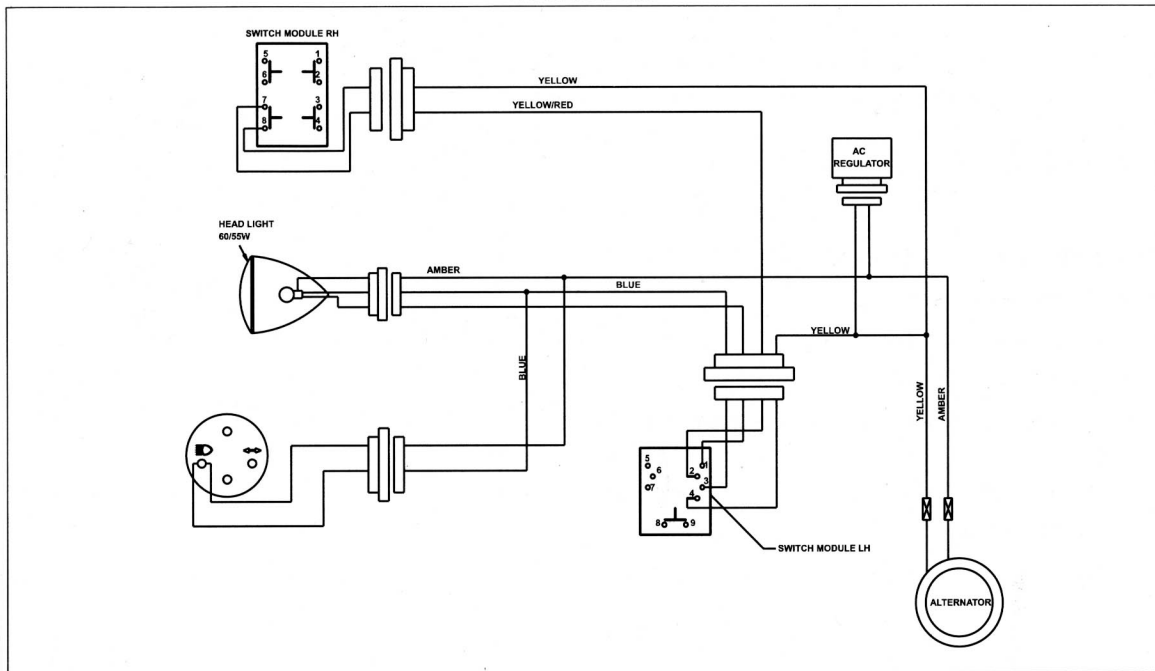 SWITCH MODULE RH
5 1
6 2
7 3
8 4
YELLOW
YELLOW/RED
AC
REGULATOR
HEAD LIGHT
60/55W
AMBER
BLUE
YELLOW
BLUE
YELLOW
AMBER
5 1
6 2
7 3
4
8 9
SWITCH MODULE LH
ALTERNATOR